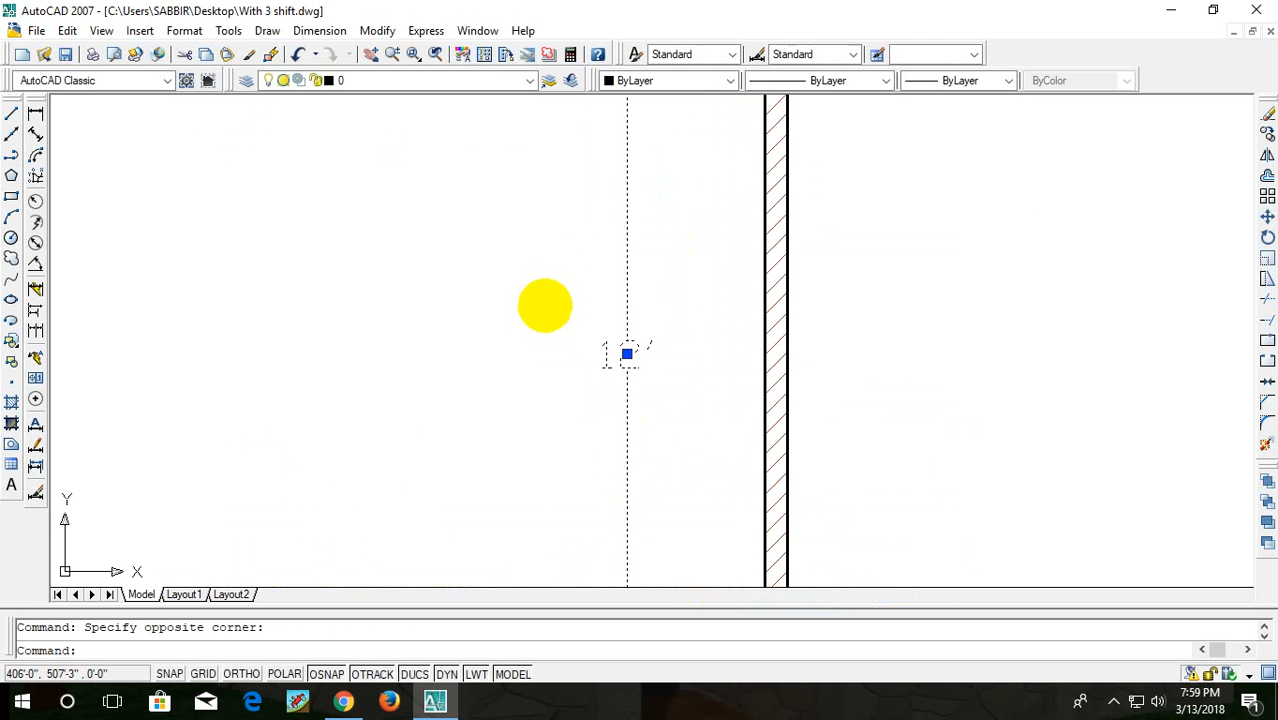 AutoCAD 2007 - [C:\Users\SABBIR\Desktop\With 3 shift.dwg]
File Edit View Insert Format Tools Draw Dimension Modify Express Window Help
Standard Standard
AutoCAD Classic 0 ByLayer ByLayer ByLayer ByColor
Y
X
Model Layout1 Layout2
Command: Specify opposite corner:
Command:
406'-0", 507'-3", 0'-0" SNAP GRID ORTHO POLAR OSNAP OTRACK DUCS DYN LWT MODEL
7:59 PM
3/13/2018